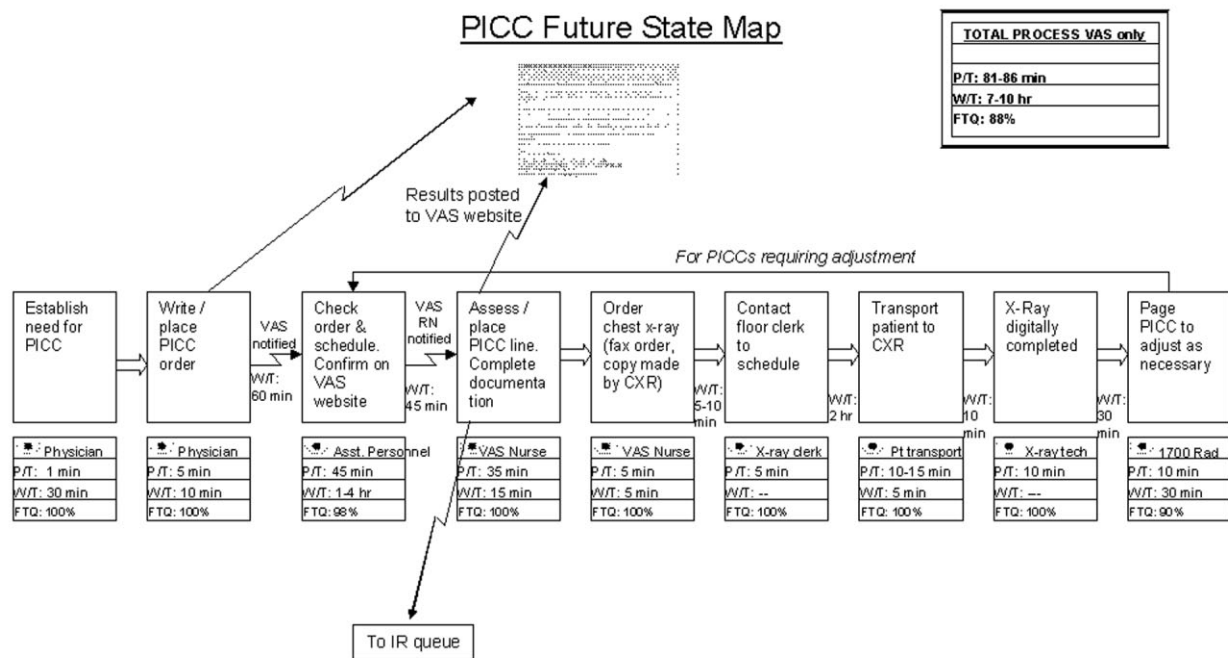 PICC Future State Map
TOTAL PROCESS VAS only
P/T: 81-86 min
W/T: 7-10 hr
FTQ: 88%
Results posted
to VAS website
For PICCs requiring adjustment
Establish
need for
PICC
Write /
place
PICC
order
VAS
notified
W/T:
60 min
Check
order &
schedule.
Confirm on
VAS
website
VAS
RN
notified
W/T:
45 min
Assess /
place
PICC line.
Complete
documenta
tion
Order
chest x-ray
(fax order,
copy made
by CXR)
W/T:
5-10
min
Contact
floor clerk
to
schedule
W/T:
2 hr
Transport
patient to
CXR
W/T:
10
min
X-Ray
digitally
completed
W/T:
30 min
Page
PICC to
adjust as
necessary
Physician
P/T: 1 min
W/T: 30 min
FTQ: 100%
Physician
P/T: 5 min
W/T: 10 min
FTQ: 100%
Asst. Personnel
P/T: 45 min
W/T: 1-4 hr
FTQ: 98%
VAS Nurse
P/T: 35 min
W/T: 15 min
FTQ: 100%
VAS Nurse
P/T: 5 min
W/T: 5 min
FTQ: 100%
X-ray clerk
P/T: 5 min
W/T: --
FTQ: 100%
Pt transport
P/T: 10-15 min
W/T: 5 min
FTQ: 100%
X-ray tech
P/T: 10 min
W/T: ---
FTQ: 100%
1700 Rad
P/T: 10 min
W/T: 30 min
FTQ: 90%
To IR queue